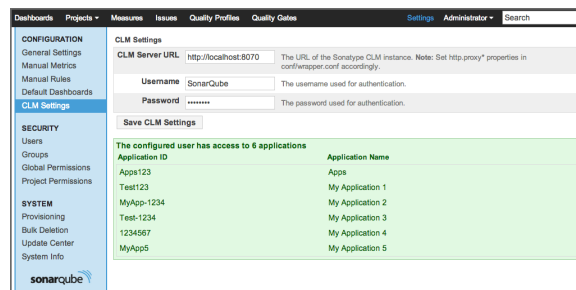 Dashboards Projects Measures Issues Quality Profiles Quality Gates Settings Administrator Search
CONFIGURATION
General Settings
Manual Metrics
Manual Rules
Default Dashboards
CLM Settings
SECURITY
Users
Groups
Global Permissions
Project Permissions
SYSTEM
Provisioning
Bulk Deletion
Update Center
System Info
sonarqube
CLM Settings
CLM Server URL http://localhost:8070 The URL of the Sonatype CLM instance. Note: Set http.proxy* properties in
conf/wrapper.conf accordingly.
Username SonarQube The username used for authentication.
Password •••••••• The password used for authentication.
Save CLM Settings
The configured user has access to 6 applications
Application ID Application Name
Apps123 Apps
Test123 My Application 1
MyApp-1234 My Application 2
Test-1234 My Application 3
1234567 My Application 4
MyApp5 My Application 5